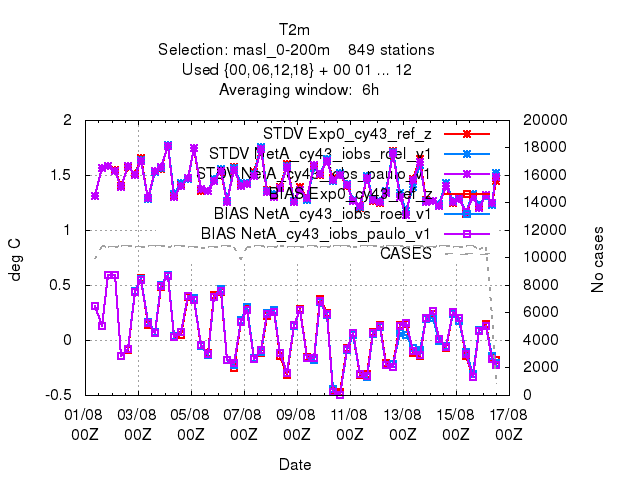 T2m
Selection: masl_0-200m 849 stations
Used {00,06,12,18} + 00 01 ... 12
Averaging window: 6h
2
1.5
1
0.5
0
-0.5
deg C
20000
18000
16000
14000
12000
10000
8000
6000
4000
2000
0
No cases
STDV Exp0_cy43_ref_z
STDV NetA_cy43_iobs_roel_v1
STDV NetA_cy43_iobs_paulo_v1
BIAS Exp0_cy43_ref_z
BIAS NetA_cy43_iobs_roel_v1
BIAS NetA_cy43_iobs_paulo_v1
CASES
01/08 03/08 05/08 07/08 09/08 11/08 13/08 15/08 17/08
00Z 00Z 00Z 00Z 00Z 00Z 00Z 00Z 00Z
Date